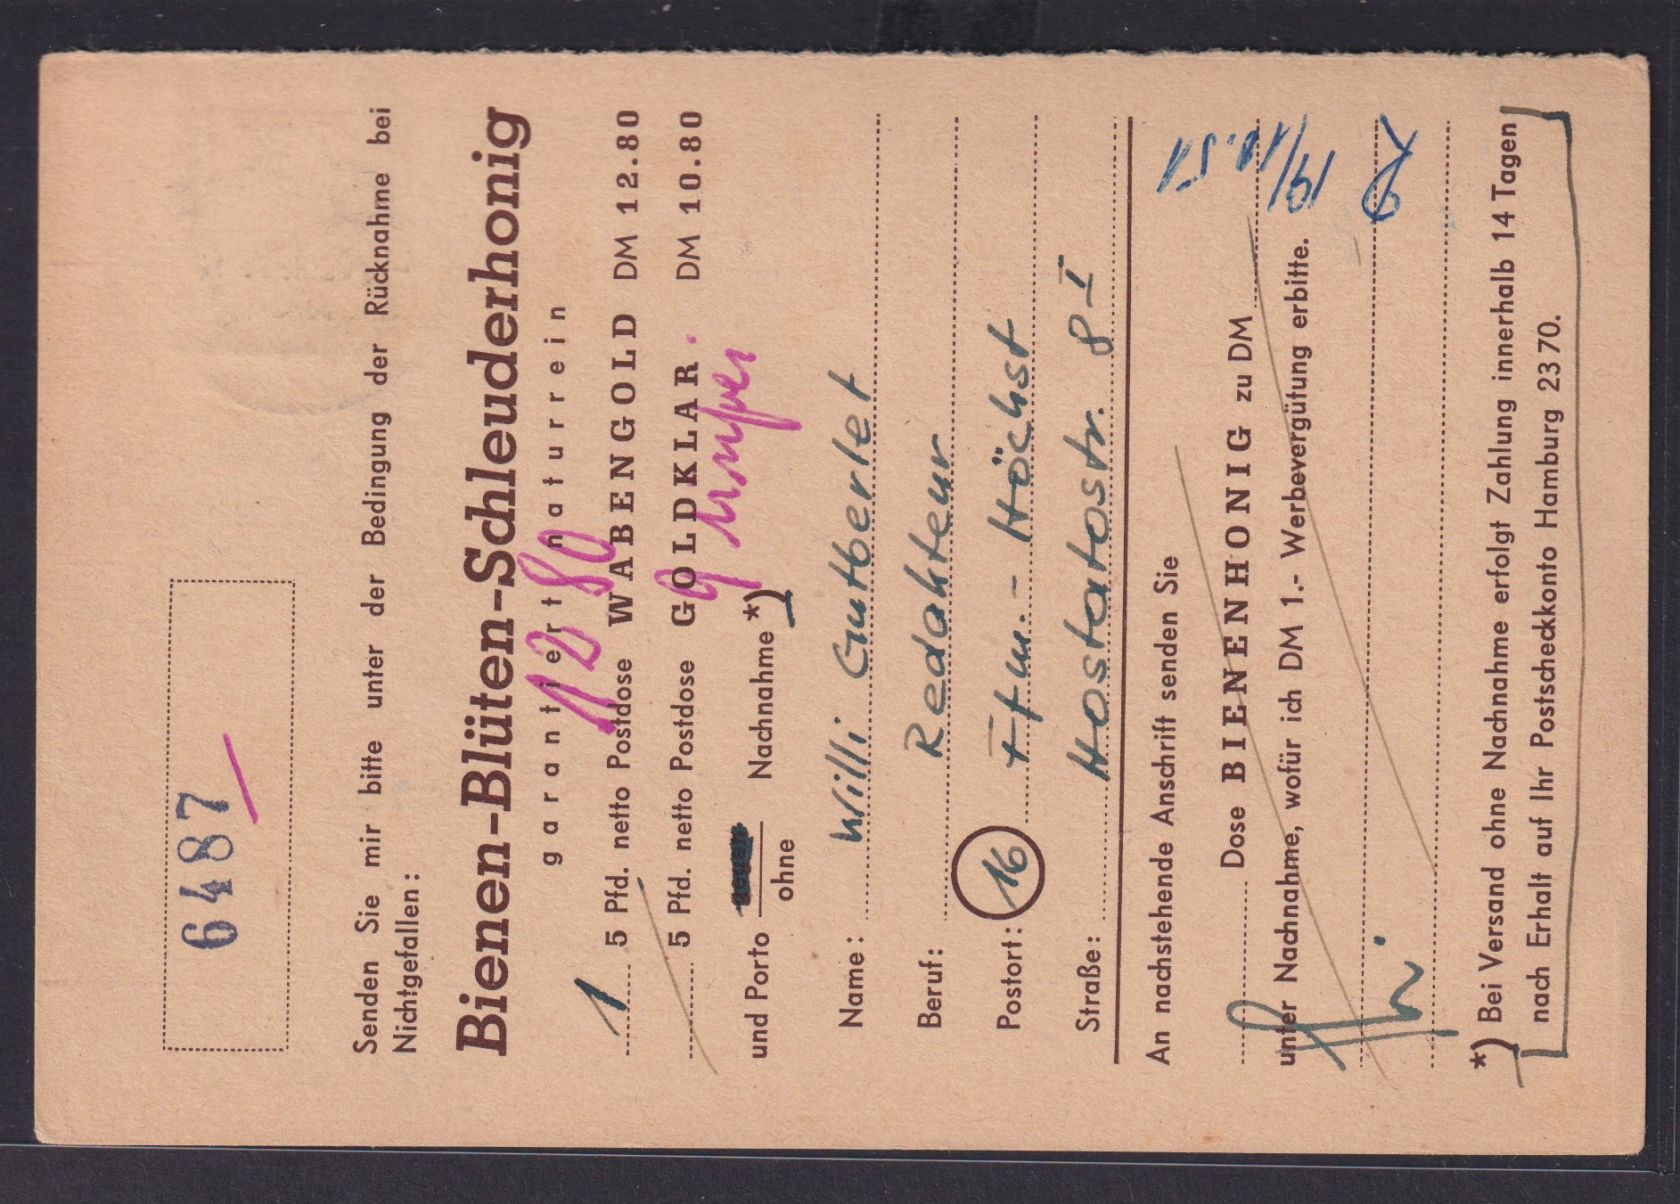 6487
Senden Sie mir bitte unter der Bedingung der Rücknahme bei
Nichtgefallen:
Bienen-Blüten-Schleuderhonig
garantiert naturrein
12 80
1 5 Pfd. netto Postdose WABENGOLD DM 12.80
5 Pfd. netto Postdose GOLDKLAR DM 10.80
und Porto ohne Nachnahme *)
Name: Willi Gutberlet
Beruf: Redakteur
Postort: 16 Ffm.-Höchst
Straße: Hostatostr. 8 I
An nachstehende Anschrift senden Sie
19/10.51
Dose BIENENHONIG zu DM
unter Nachnahme, wofür ich DM 1.- Werbevergütung erbitte.
*) Bei Versand ohne Nachnahme erfolgt Zahlung innerhalb 14 Tagen
nach Erhalt auf Ihr Postscheckkonto Hamburg 23 70.